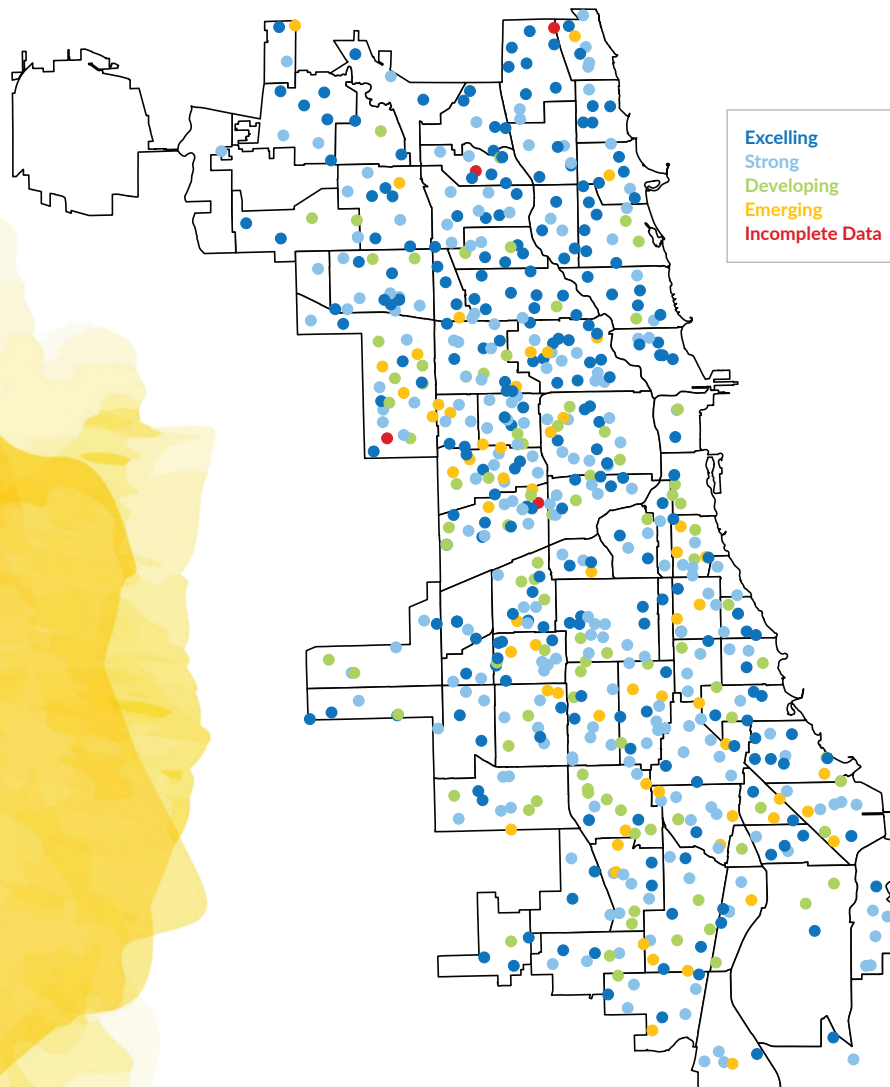 Excelling
Strong
Developing
Emerging
Incomplete Data